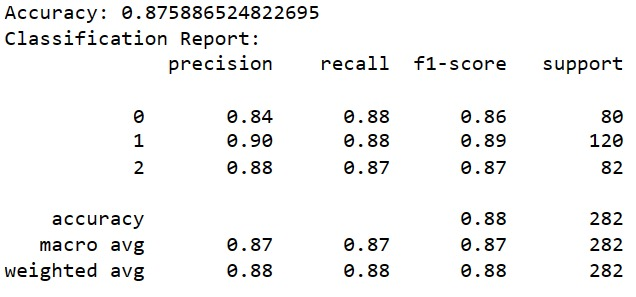 Accuracy: 0.875886524822695
Classification Report:
precision recall f1-score support
0 0.84 0.88 0.86 80
1 0.90 0.88 0.89 120
2 0.88 0.87 0.87 82
accuracy 0.88 282
macro avg 0.87 0.87 0.87 282
weighted avg 0.88 0.88 0.88 282